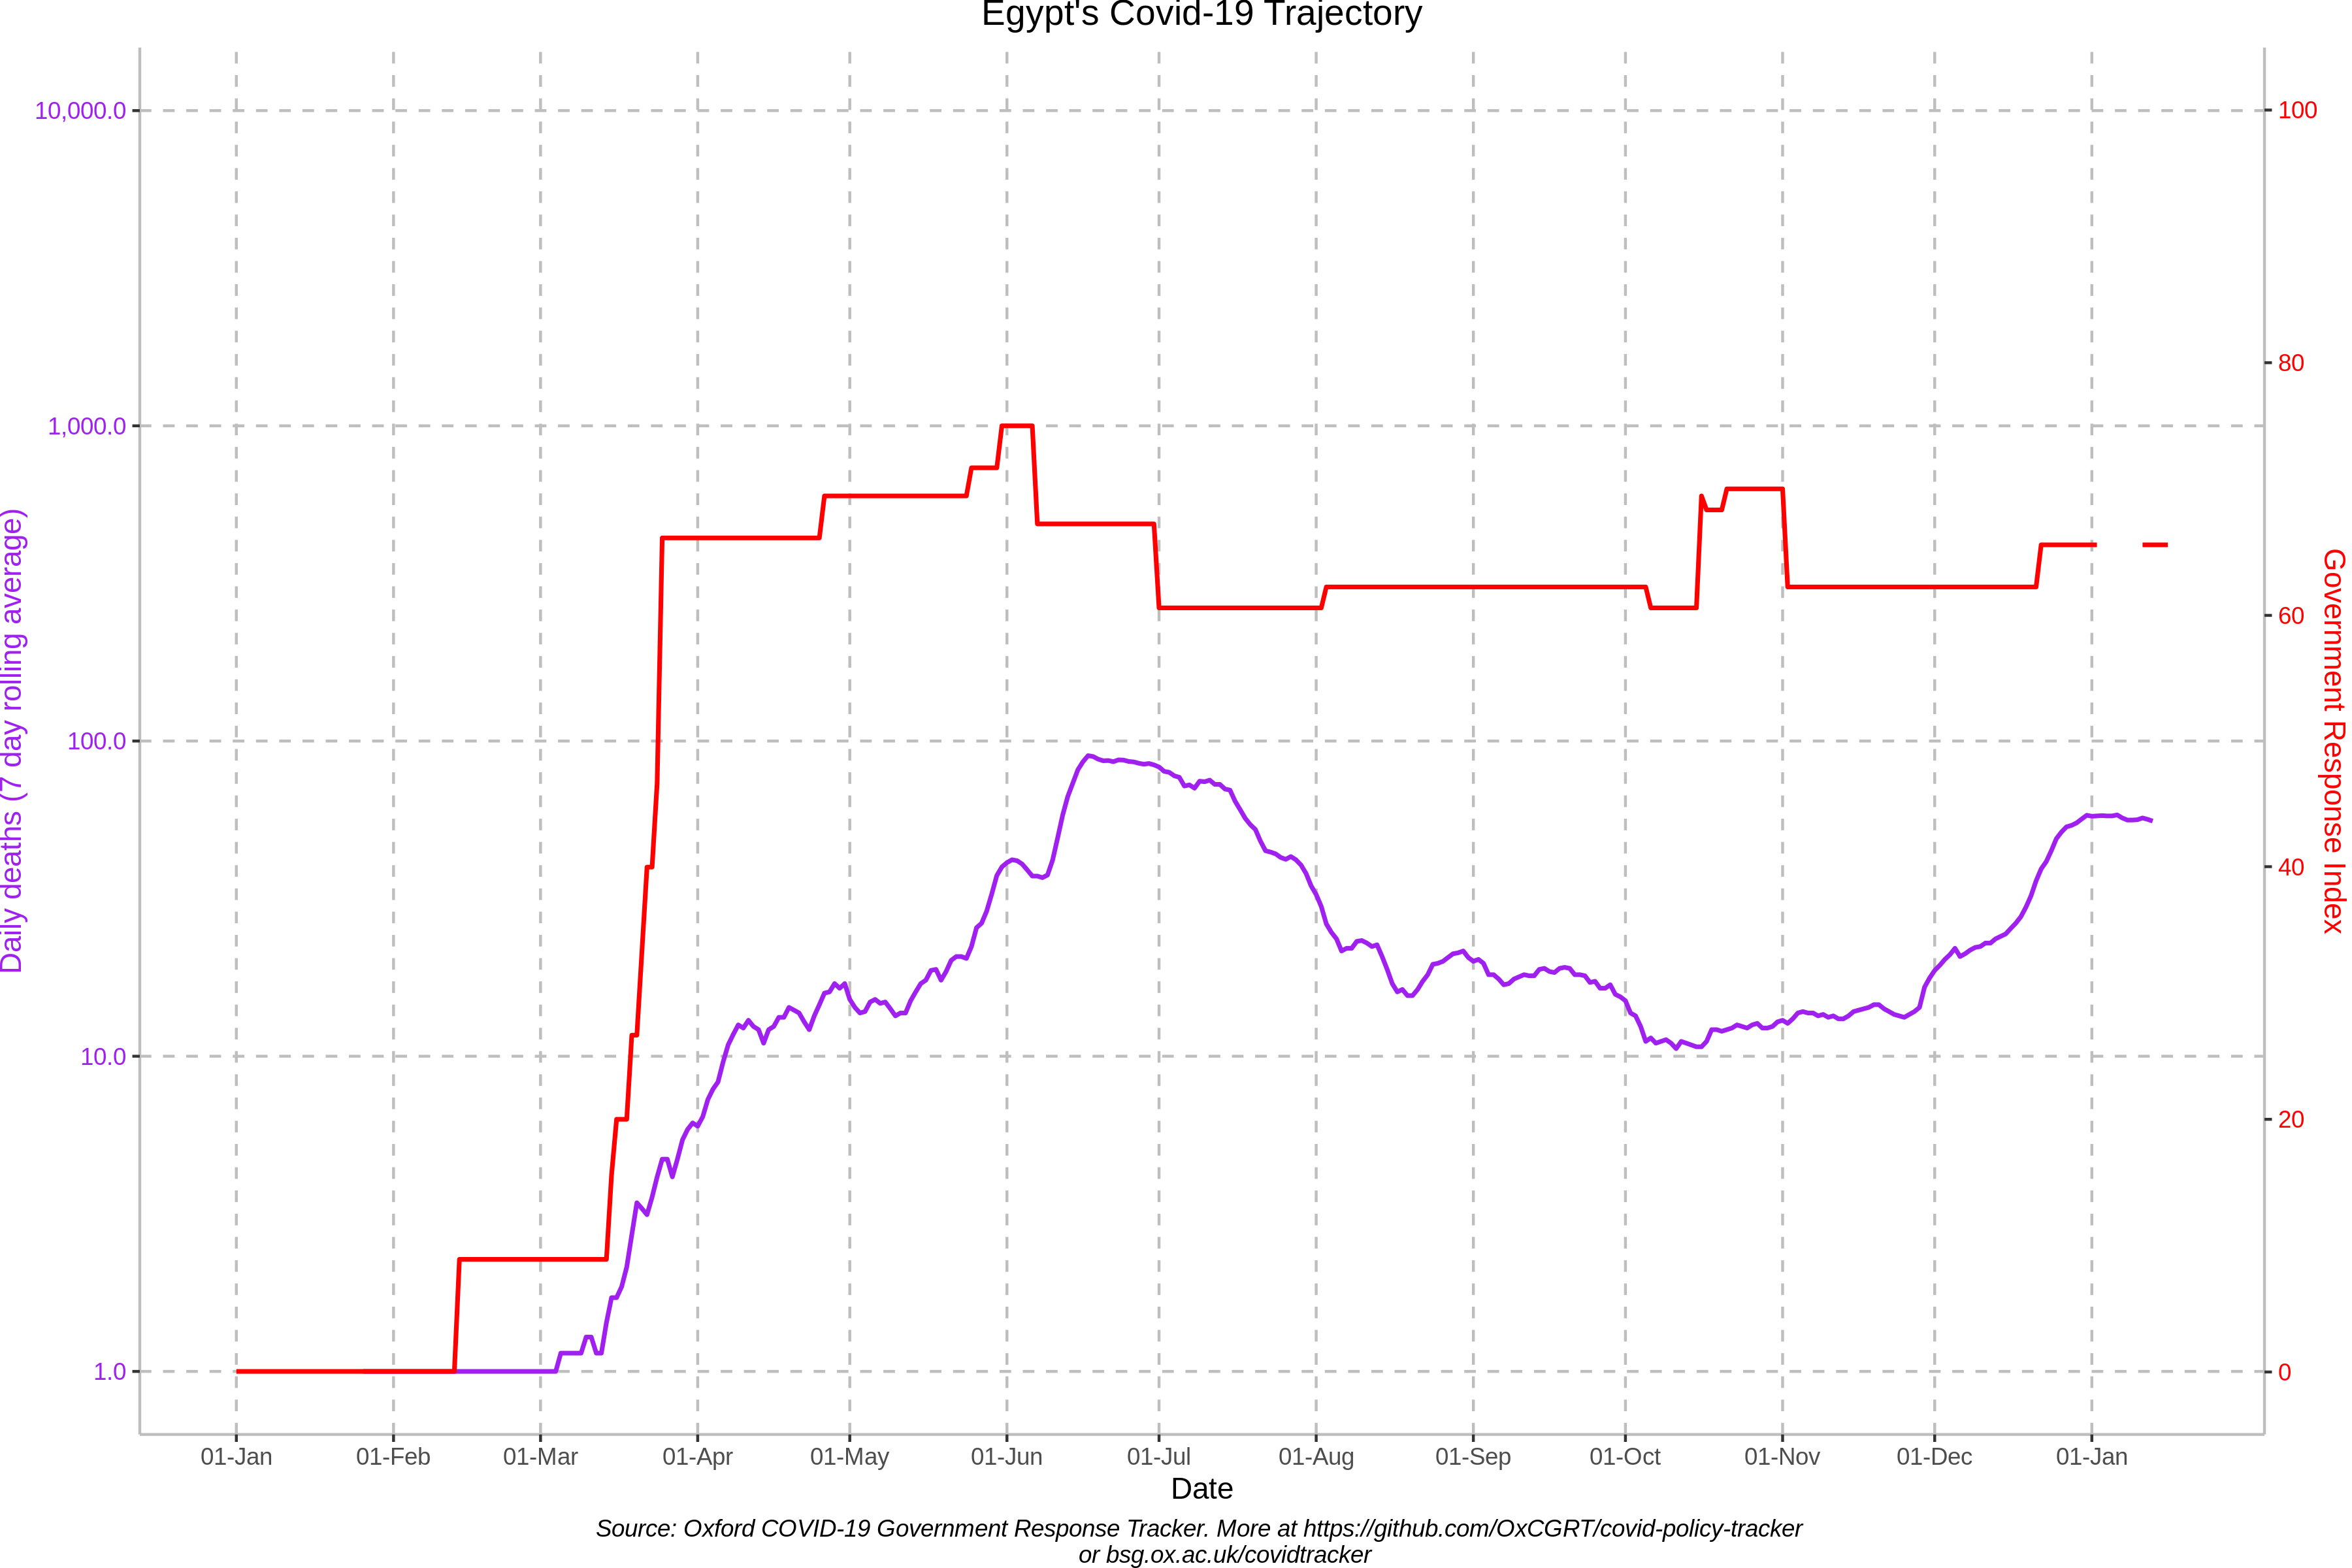 Egypt's Covid-19 Trajectory
10,000.0
1,000.0
100.0
10.0
1.0
Daily deaths (7 day rolling average)
100
80
60
40
20
0
Government Response Index
01-Jan 01-Feb 01-Mar 01-Apr 01-May 01-Jun 01-Jul 01-Aug 01-Sep 01-Oct 01-Nov 01-Dec 01-Jan
Date
Source: Oxford COVID-19 Government Response Tracker. More at https://github.com/OxCGRT/covid-policy-tracker
or bsg.ox.ac.uk/covidtracker